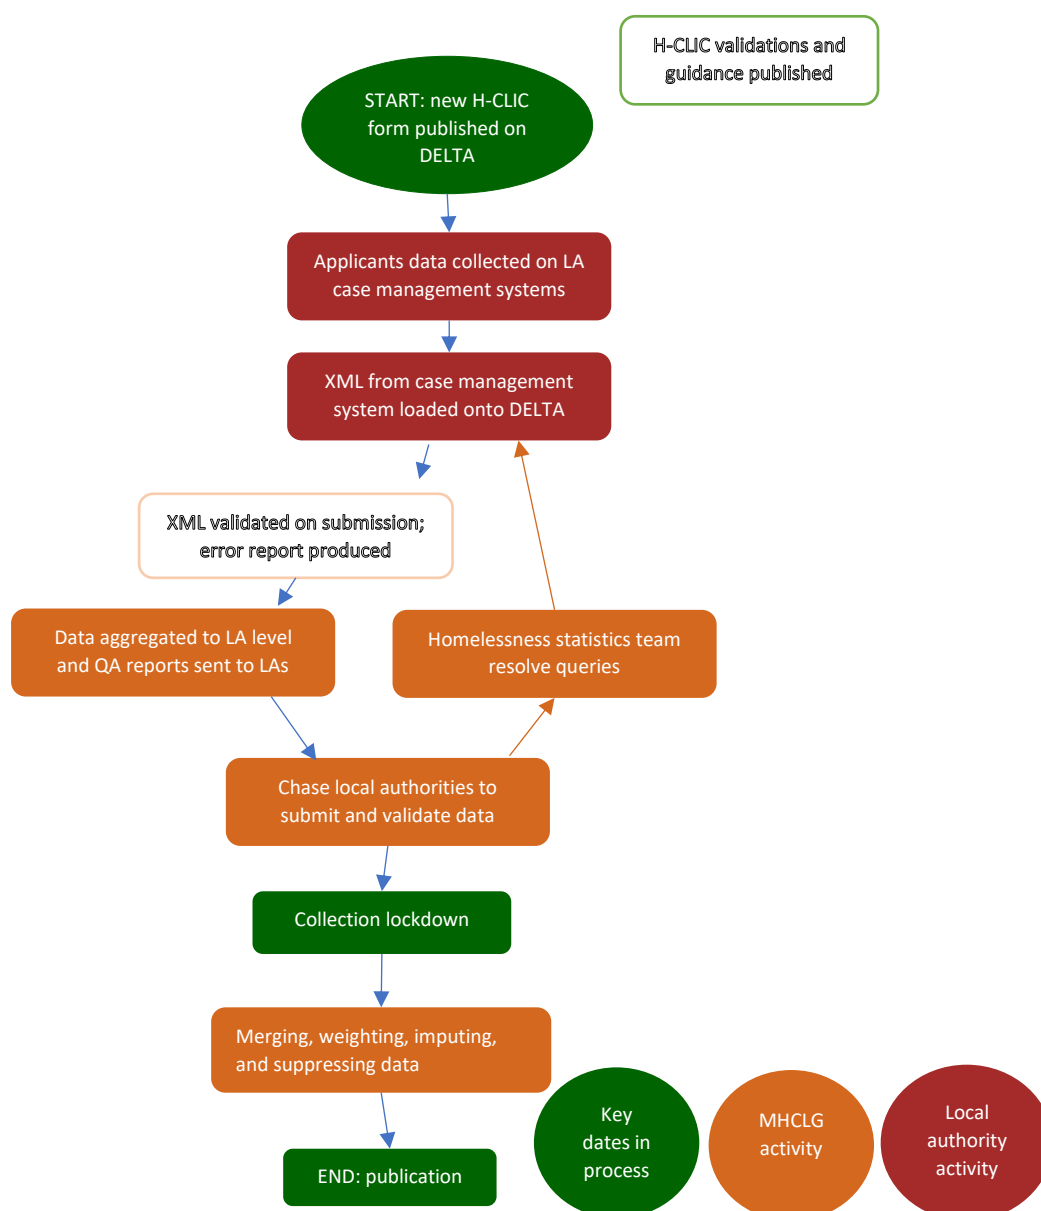 H-CLIC validations and
guidance published
START: new H-CLIC
form published on
DELTA
Applicants data collected on LA
case management systems
XML from case management
system loaded onto DELTA
XML validated on submission;
error report produced
Data aggregated to LA level
and QA reports sent to LAs
Homelessness statistics team
resolve queries
Chase local authorities to
submit and validate data
Collection lockdown
Merging, weighting, imputing,
and suppressing data
END: publication
Key
dates in
process
MHCLG
activity
Local
authority
activity